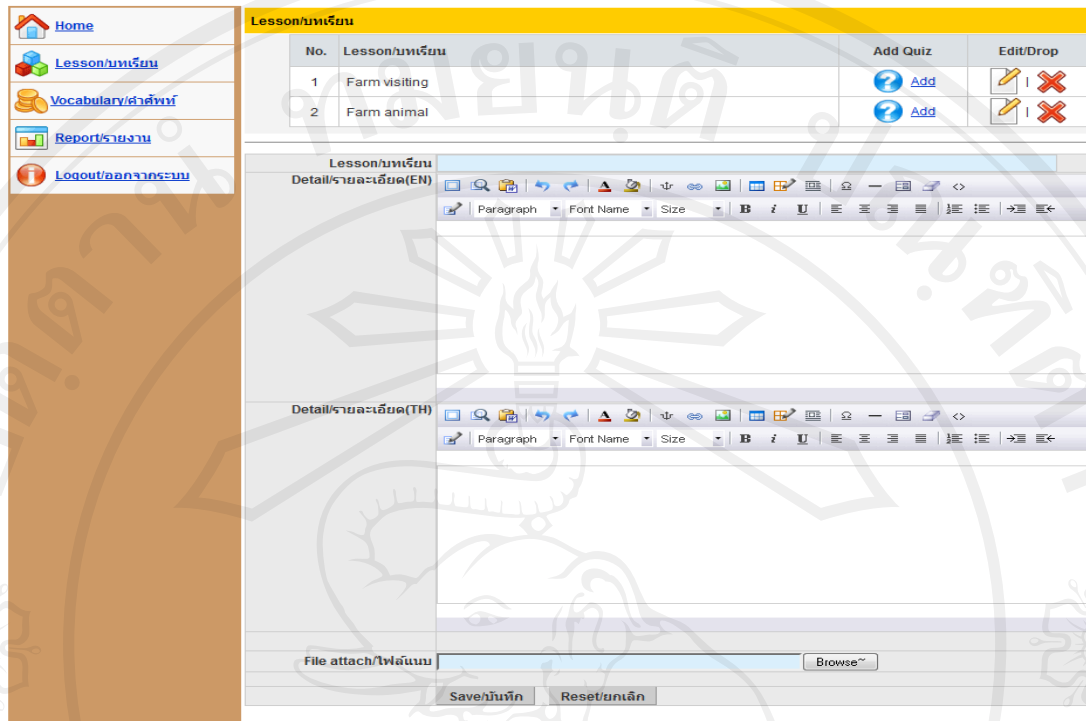 Home
Lesson/บทเรียน
Vocabulary/คำศัพท์
Report/รายงาน
Logout/ออกจากระบบ
Lesson/บทเรียน
No. Lesson/บทเรียน Add Quiz Edit/Drop
1 Farm visiting Add |
2 Farm animal Add |
Lesson/บทเรียน
Detail/รายละเอียด(EN)
Paragraph Font Name Size B i U
Detail/รายละเอียด(TH)
Paragraph Font Name Size B i U
File attach/ไฟล์แนบ Browse~
Save/บันทึก Reset/ยกเลิก